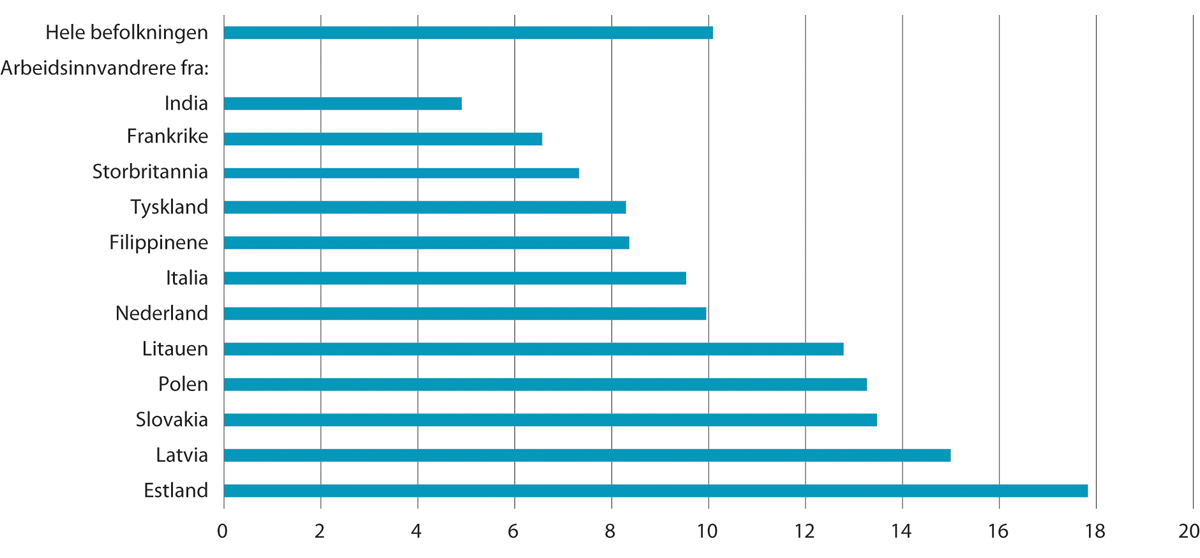 Hele befolkningen
Arbeidsinnvandrere fra:
India
Frankrike
Storbritannia
Tyskland
Filippinene
Italia
Nederland
Litauen
Polen
Slovakia
Latvia
Estland
0 2 4 6 8 10 12 14 16 18 20